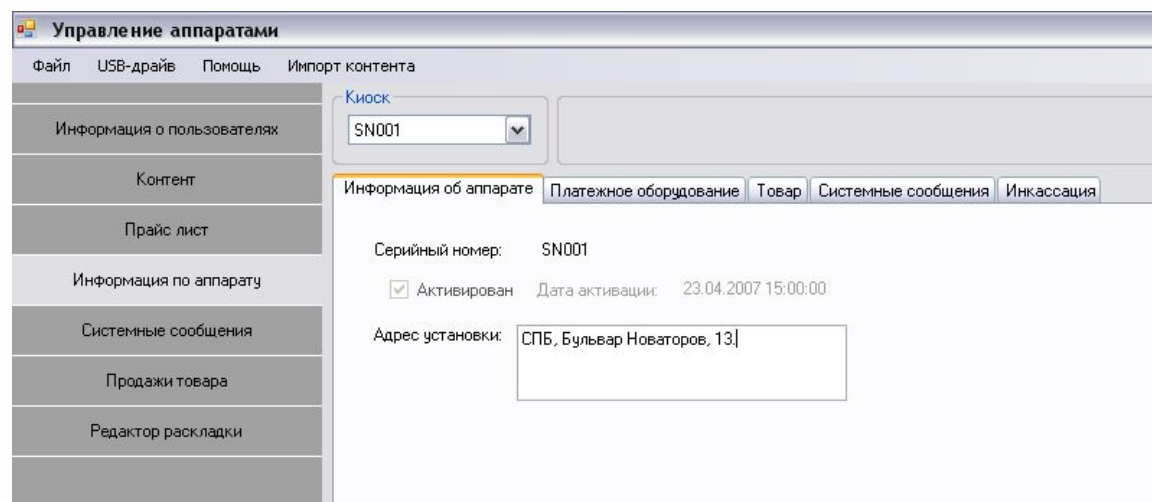 Управление аппаратами
Файл USB-драйв Помощь Импорт контента
Киоск
SN001
Информация о пользователях
Контент
Прайс лист
Информация по аппарату
Системные сообщения
Продажи товара
Редактор раскладки
Информация об аппарате Платежное оборудование Товар Системные сообщения Инкассация
Серийный номер: SN001
Активирован Дата активации: 23.04.2007 15:00:00
Адрес установки: СПБ, Бульвар Новаторов, 13.